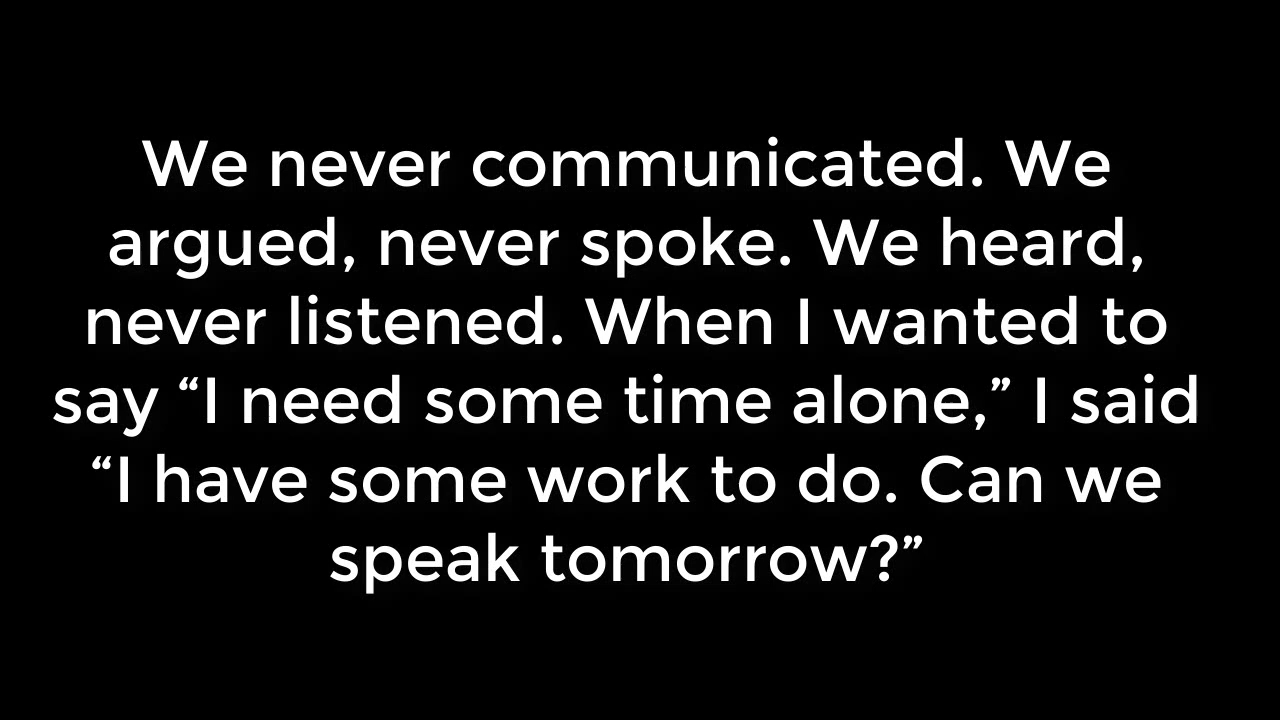 We never communicated. We
argued, never spoke. We heard,
never listened. When I wanted to
say “I need some time alone,” I said
“I have some work to do. Can we
speak tomorrow?”